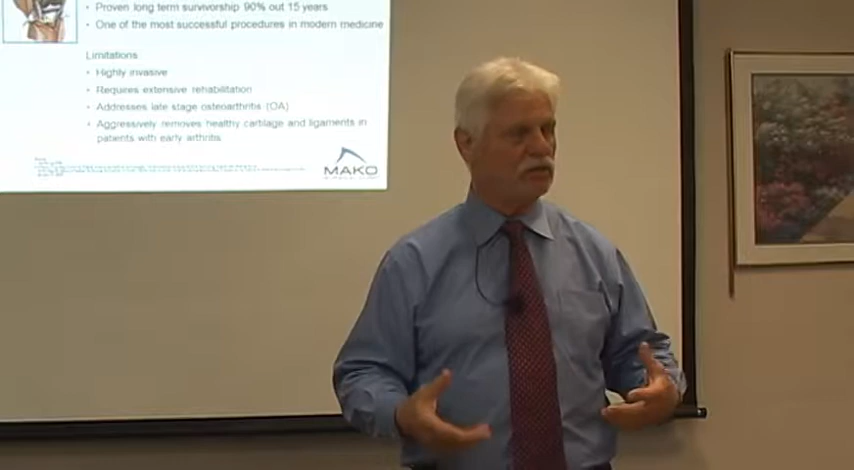 • Proven long term survivorship 90% out 15 years
• One of the most successful procedures in modern medicine
Limitations
• Highly invasive
• Requires extensive rehabilitation
• Addresses late stage osteoarthritis (OA)
• Aggressively removes healthy cartilage and ligaments in
patients with early arthritis
MAKO